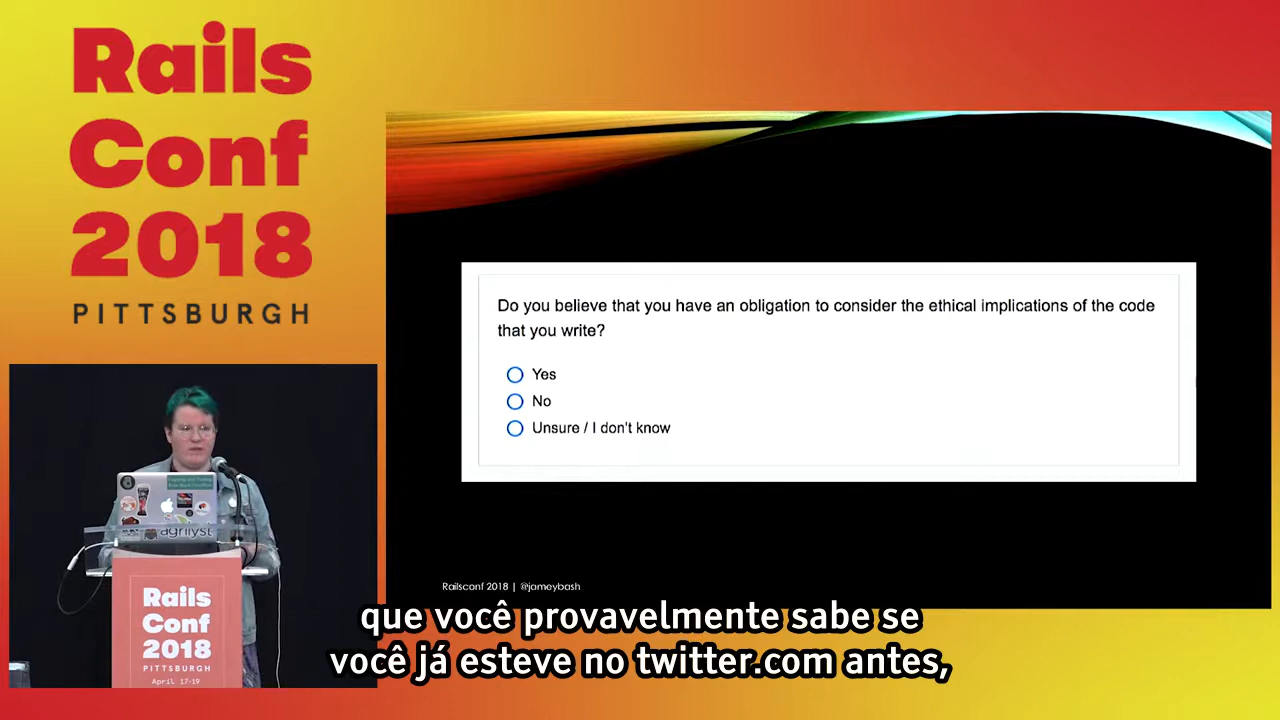 Rails
Conf
2018
PITTSBURGH
Do you believe that you have an obligation to consider the ethical implications of the code
that you write?
Yes
No
Unsure / I don't know
Railsconf 2018 | @jameybash
agrilyst
Rails
Conf
2018
PITTSBURGH
April 17-19
que você provavelmente sabe se
você já esteve no twitter.com antes,